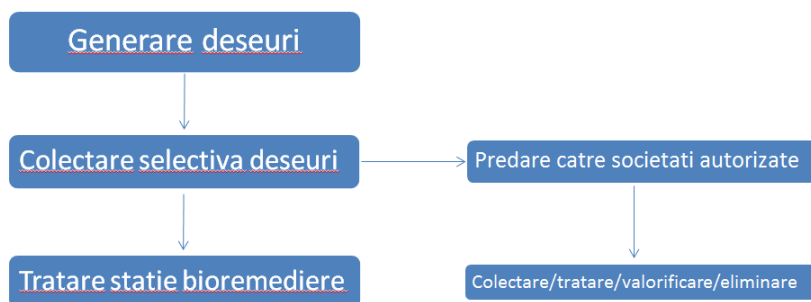 Generare deseuri
Colectare selectiva deseuri
Predare catre societati autorizate
Tratare statie bioremediere
Colectare/tratare/valorificare/eliminare